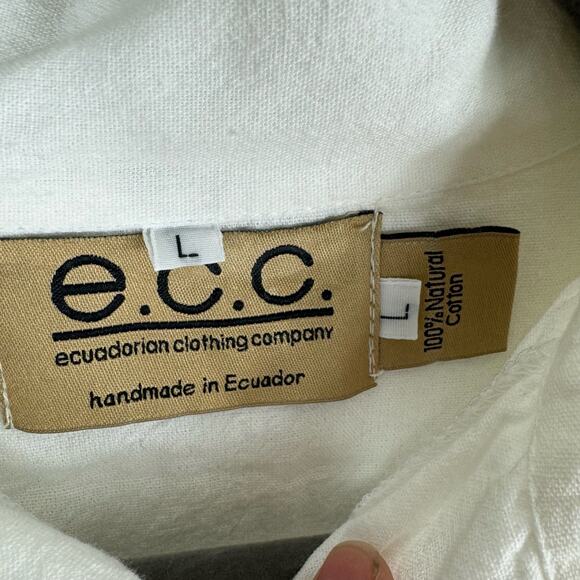 L
e.c.c.
ecuadorian clothing company
handmade in Ecuador
L
100% Natural
Cotton